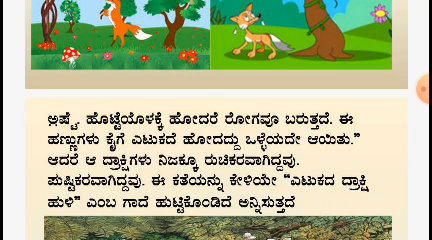 ಅಷ್ಟೆ. ಹೊಟ್ಟೆಯೊಳಕ್ಕೆ ಹೋದರೆ ರೋಗವೂ ಬರುತ್ತದೆ. ಈ
ಹಣ್ಣುಗಳು ಕೈಗೆ ಎಟುಕದೆ ಹೋದದ್ದು ಒಳ್ಳೆಯದೇ ಆಯಿತು.”
ಆದರೆ ಆ ದ್ರಾಕ್ಷಿಗಳು ನಿಜಕ್ಕೂ ರುಚಿಕರವಾಗಿದ್ದವು.
ಪುಷ್ಟಿಕರವಾಗಿದ್ದವು. ಈ ಕತೆಯನ್ನು ಕೇಳಿಯೇ “ಎಟುಕದ ದ್ರಾಕ್ಷಿ
ಹುಳಿ” ಎಂಬ ಗಾದೆ ಹುಟ್ಟಿಕೊಂಡಿದೆ ಅನ್ನಿಸುತ್ತದೆ